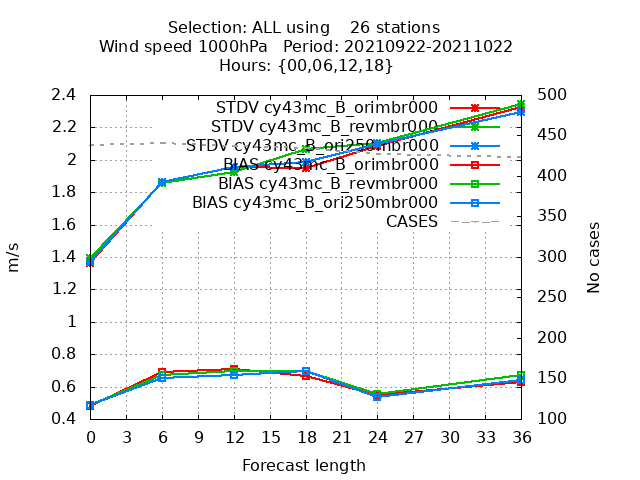 Selection: ALL using 26 stations
Wind speed 1000hPa Period: 20210922-20211022
Hours: {00,06,12,18}
STDV cy43mc_B_orimbr000
STDV cy43mc_B_revmbr000
STDV cy43mc_B_ori250mbr000
BIAS cy43mc_B_orimbr000
BIAS cy43mc_B_revmbr000
BIAS cy43mc_B_ori250mbr000
CASES
2.4
2.2
2
1.8
1.6
1.4
1.2
1
0.8
0.6
0.4
m/s
500
450
400
350
300
250
200
150
100
No cases
0 3 6 9 12 15 18 21 24 27 30 33 36
Forecast length